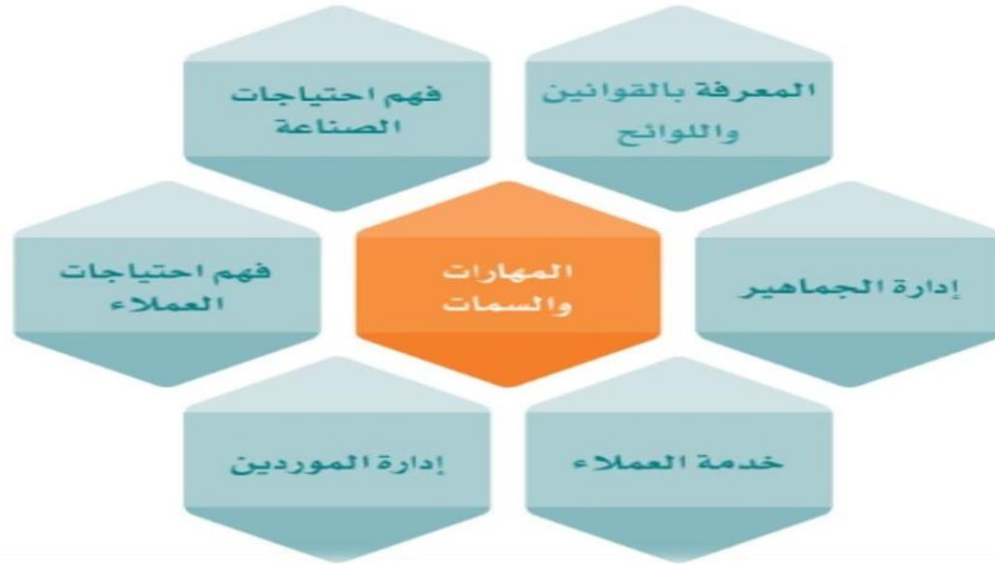 المعرفة بالقوانين
واللوائح
فهم احتياجات
الصناعة
إدارة الجماهير
المهارات
والسمات
فهم احتياجات
العملاء
خدمة العملاء
إدارة الموردين